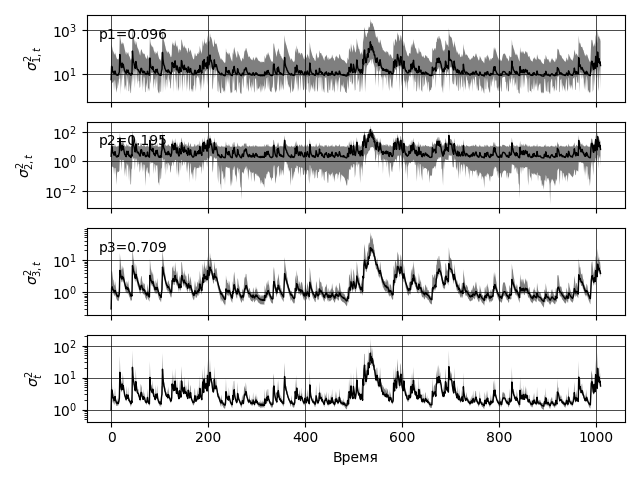 p1=0.096
σ²₁,t
10³
10¹
p2=0.195
σ²₂,t
10²
10⁰
10⁻²
p3=0.709
σ²₃,t
10¹
10⁰
σ²t
10²
10¹
10⁰
0 200 400 600 800 1000
Время